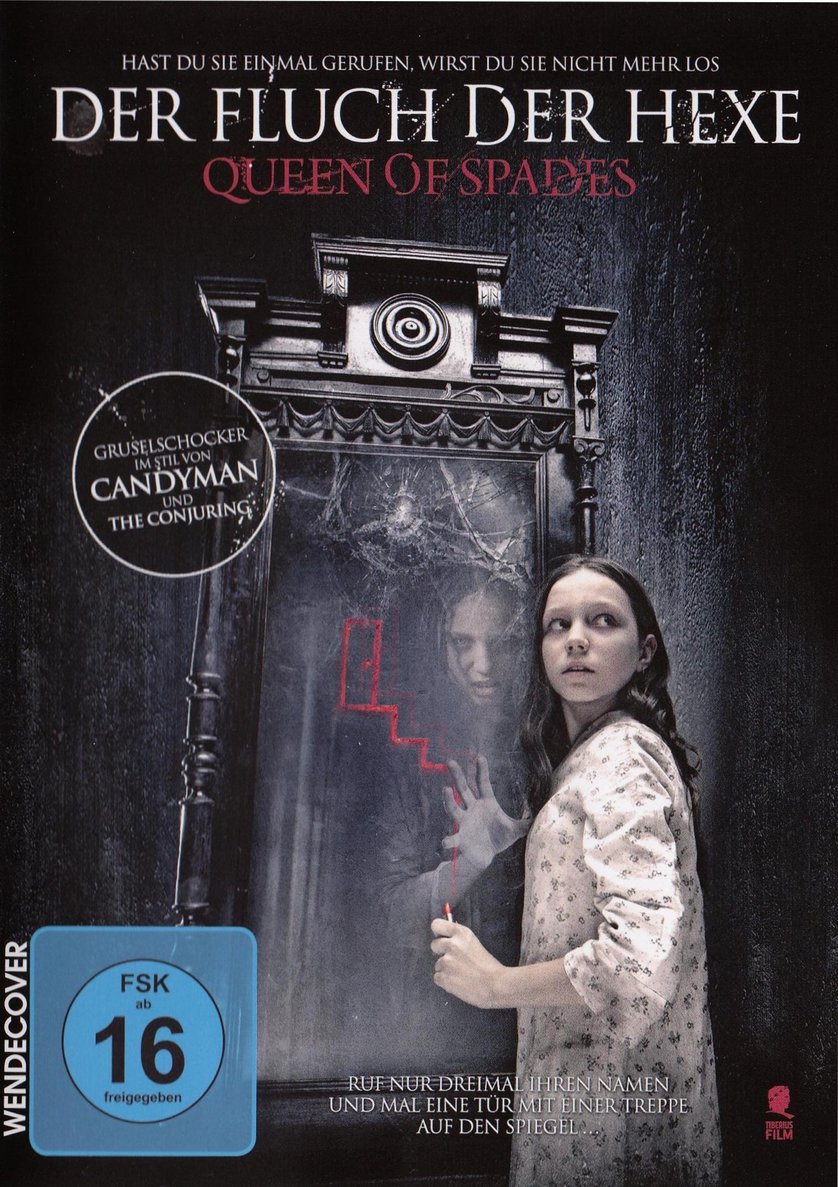 HAST DU SIE EINMAL GERUFEN, WIRST DU SIE NICHT MEHR LOS
DER FLUCH DER HEXE
QUEEN OF SPADES
GRUSELSCHOCKER
IM STIL VON
CANDYMAN
UND
THE CONJURING
WENDECOVER
FSK
ab
16
freigegeben
RUF NUR DREIMAL IHREN NAMEN
UND MAL EINE TÜR MIT EINER TREPPE
AUF DEN SPIEGEL...
TIBERIUS
FILM